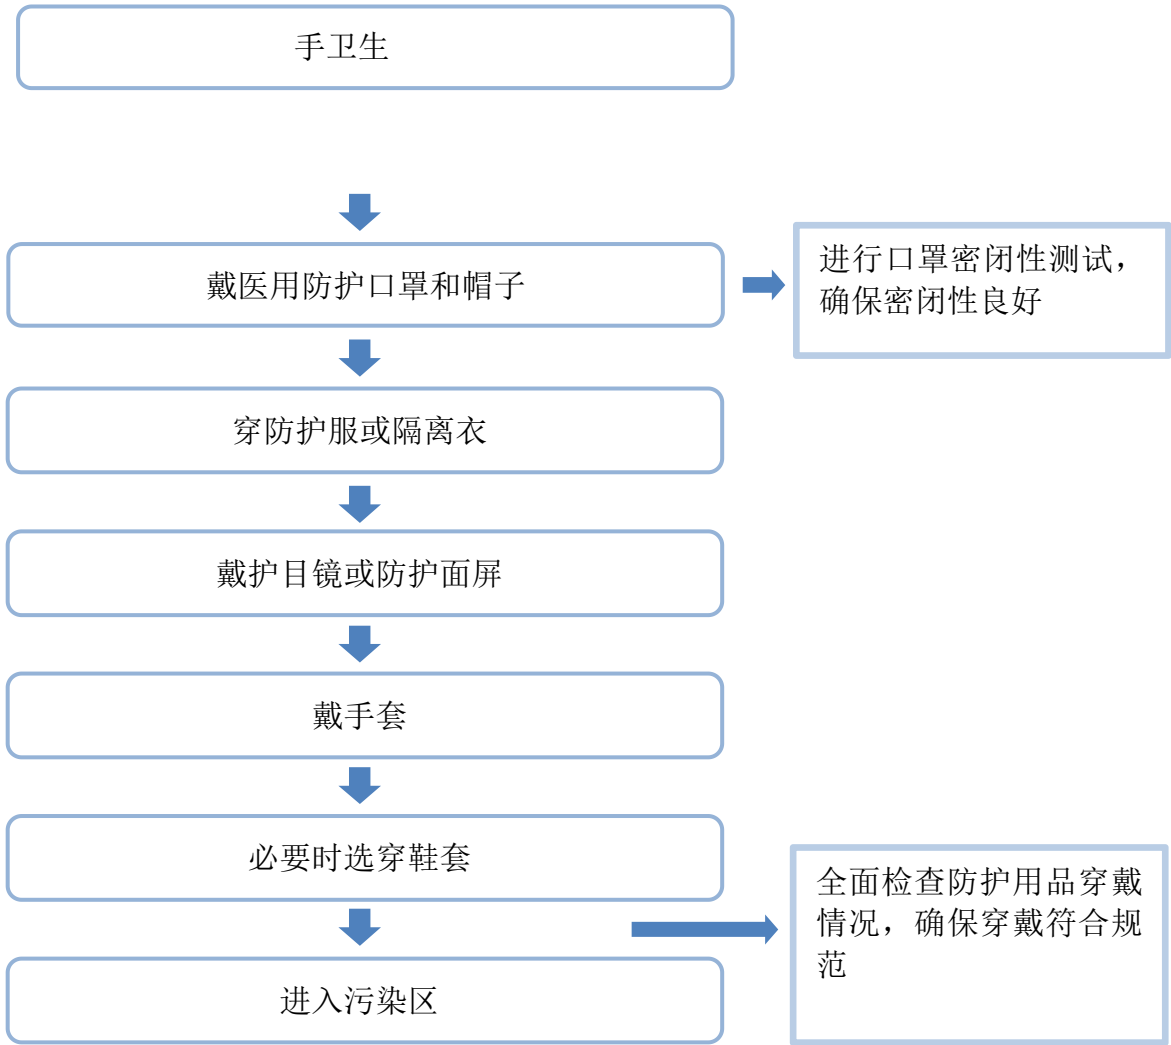 手卫生
戴医用防护口罩和帽子
进行口罩密闭性测试，
确保密闭性良好
穿防护服或隔离衣
戴护目镜或防护面屏
戴手套
必要时选穿鞋套
全面检查防护用品穿戴
情况，确保穿戴符合规
范
进入污染区